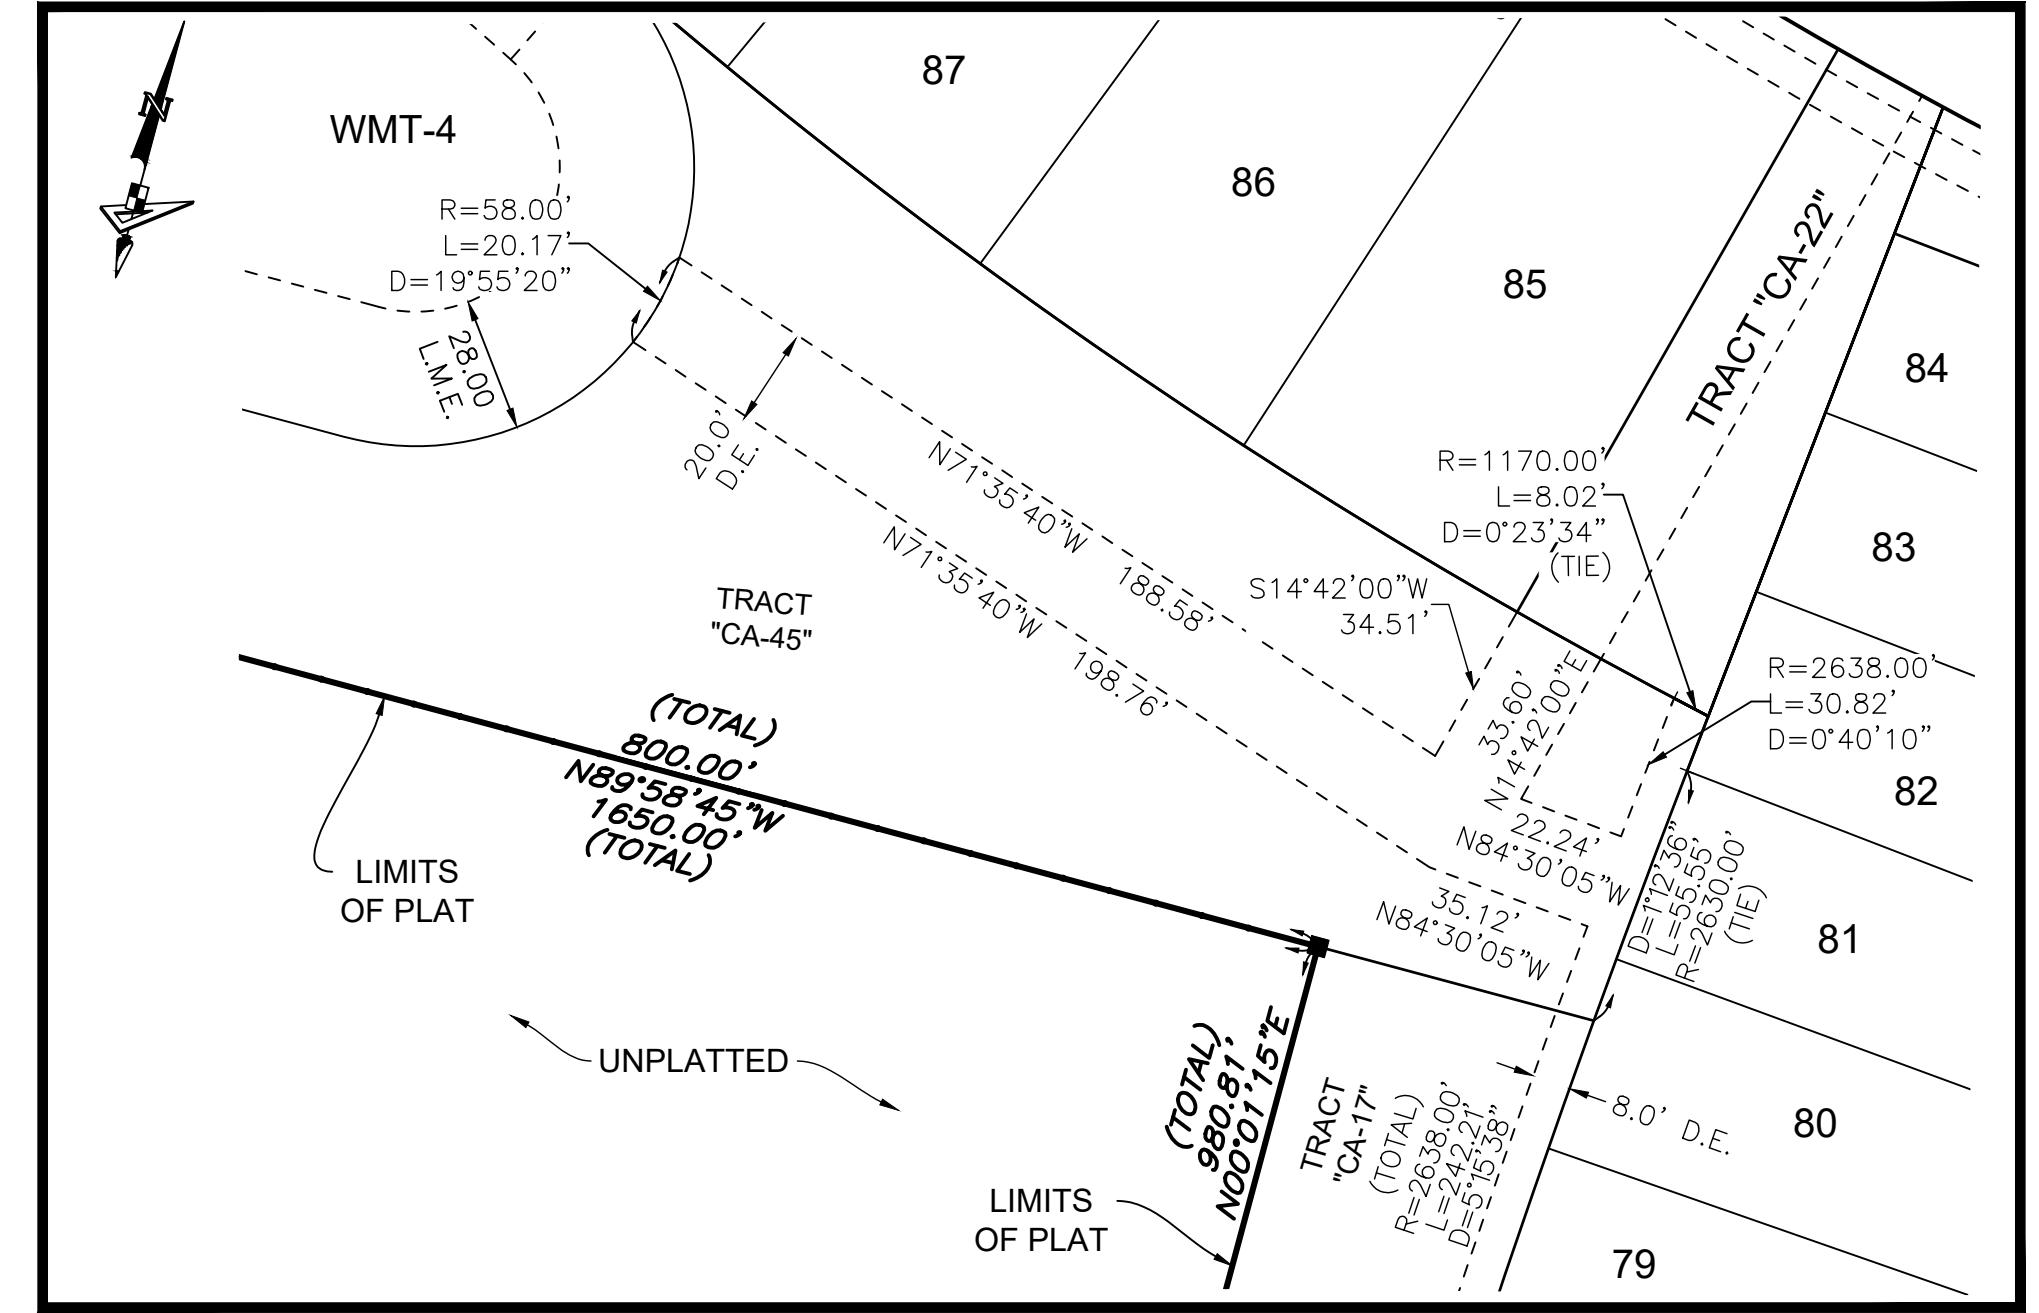 N
WMT-4
87
86
85
TRACT "CA-22"
84
83
82
81
80
79
R=58.00'
L=20.17'
D=19°55'20"
28.00
L.M.E.
20.0'
D.E.
N71°35'40"W 188.58'
N71°35'40"W 198.76'
R=1170.00'
L=8.02'
D=0°23'34"
(TIE)
S14°42'00"W
34.51'
33.60'
N14°42'00"E
R=2638.00'
L=30.82'
D=0°40'10"
22.24'
N84°30'05"W
35.12'
N84°30'05"W
D=1°12'36"
L=55.55'
R=2630.00'
(TIE)
TRACT
"CA-45"
(TOTAL)
800.00'
N89°58'45"W
1650.00'
(TOTAL)
LIMITS
OF PLAT
UNPLATTED
(TOTAL)
980.81'
N00°01'15"E
LIMITS
OF PLAT
TRACT
"CA-17"
(TOTAL)
R=2638.00'
L=242.21'
D=5°15'38"
8.0' D.E.